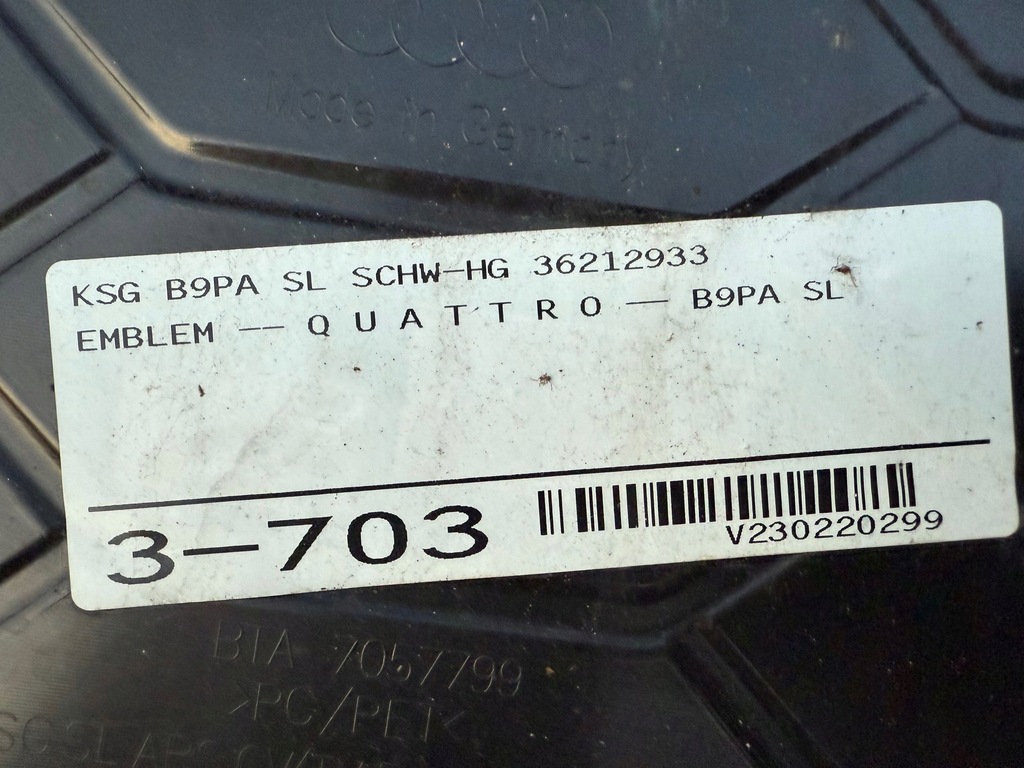 Made in Germany
KSG B9PA SL SCHW-HG 36212933
EMBLEM -- Q U A T T R O -- B9PA SL
3-703
V230220299
BTA 7057799
>PC/PET<